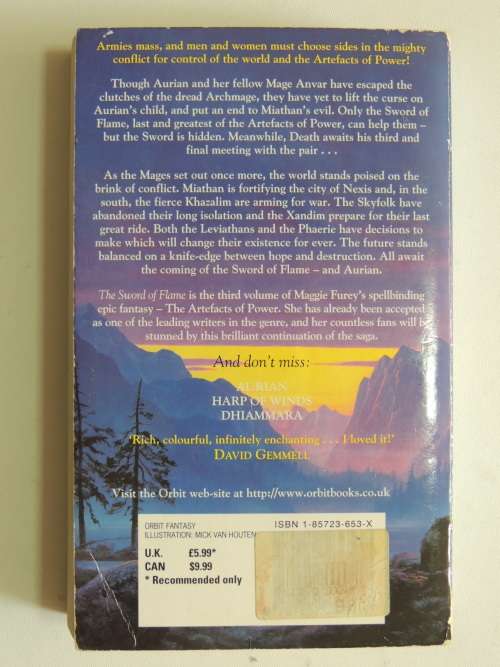 Armies mass, and men and women must choose sides in the mighty
conflict for control of the world and the Artefacts of Power!
Though Aurian and her fellow Mage Anvar have escaped the
clutches of the dread Archmage, they have yet to lift the curse on
Aurian's child, and put an end to Miathan's evil. Only the Sword of
Flame, last and greatest of the Artefacts of Power, can help them –
but the Sword is hidden. Meanwhile, Death awaits his third and
final meeting with the pair . . .
As the Mages set out once more, the world stands poised on the
brink of conflict. Miathan is fortifying the city of Nexis and, in the
south, the fierce Khazalim are arming for war. The Skyfolk have
abandoned their long isolation and the Xandim prepare for their last
great ride. Both the Leviathans and the Phaerie have decisions to
make which will change their existence for ever. The future stands
balanced on a knife-edge between hope and destruction. All await
the coming of the Sword of Flame – and Aurian.
The Sword of Flame is the third volume of Maggie Furey's spellbinding
epic fantasy – The Artefacts of Power. She has already been accepted
as one of the leading writers in the genre, and her countless fans will be
stunned by this brilliant continuation of the saga.
And don't miss:
AURIAN
HARP OF WINDS
DHIAMMARA
'Rich, colourful, infinitely enchanting . . . I loved it!'
DAVID GEMMELL
Visit the Orbit web-site at http://www.orbitbooks.co.uk
ORBIT FANTASY
ILLUSTRATION: MICK VAN HOUTEN
ISBN 1-85723-653-X
U.K. £5.99*
CAN $9.99
* Recommended only